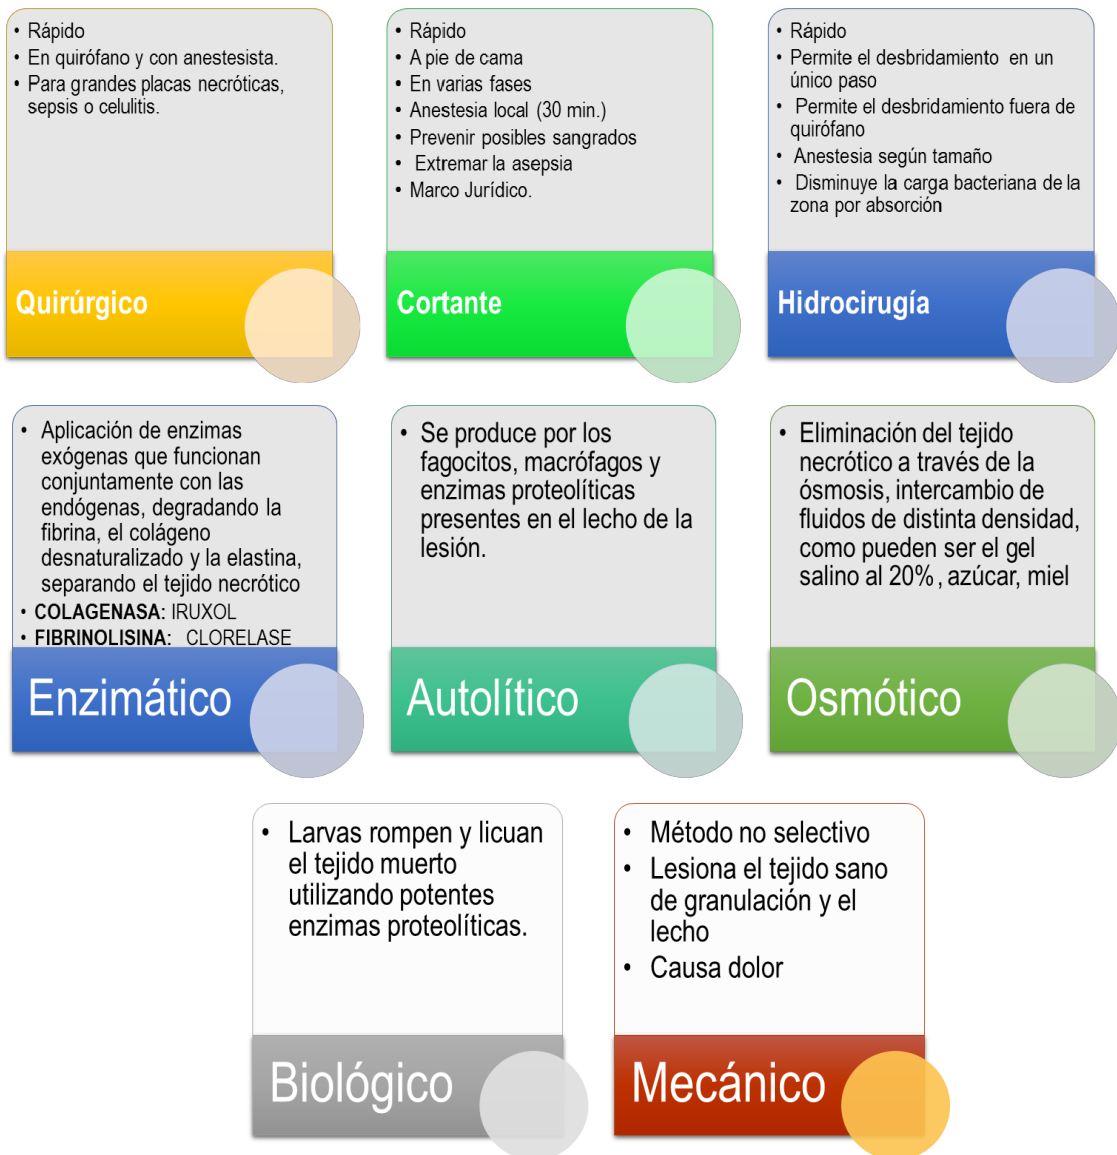 • Rápido
• En quirófano y con anestesista.
• Para grandes placas necróticas,
sepsis o celulitis.
Quirúrgico
• Rápido
• A pie de cama
• En varias fases
• Anestesia local (30 min.)
• Prevenir posibles sangrados
• Extremar la asepsia
• Marco Jurídico.
Cortante
• Rápido
• Permite el desbridamiento en un
único paso
• Permite el desbridamiento fuera de
quirófano
• Anestesia según tamaño
• Disminuye la carga bacteriana de la
zona por absorción
Hidrocirugía
• Aplicación de enzimas
exógenas que funcionan
conjuntamente con las
endógenas, degradando la
fibrina, el colágeno
desnaturalizado y la elastina,
separando el tejido necrótico
• COLAGENASA: IRUXOL
• FIBRINOLISINA: CLORELASE
Enzimático
• Se produce por los
fagocitos, macrófagos y
enzimas proteolíticas
presentes en el lecho de la
lesión.
Autolítico
• Eliminación del tejido
necrótico a través de la
ósmosis, intercambio de
fluidos de distinta densidad,
como pueden ser el gel
salino al 20% , azúcar, miel
Osmótico
• Larvas rompen y licuan
el tejido muerto
utilizando potentes
enzimas proteolíticas.
Biológico
• Método no selectivo
• Lesiona el tejido sano
de granulación y el
lecho
• Causa dolor
Mecánico